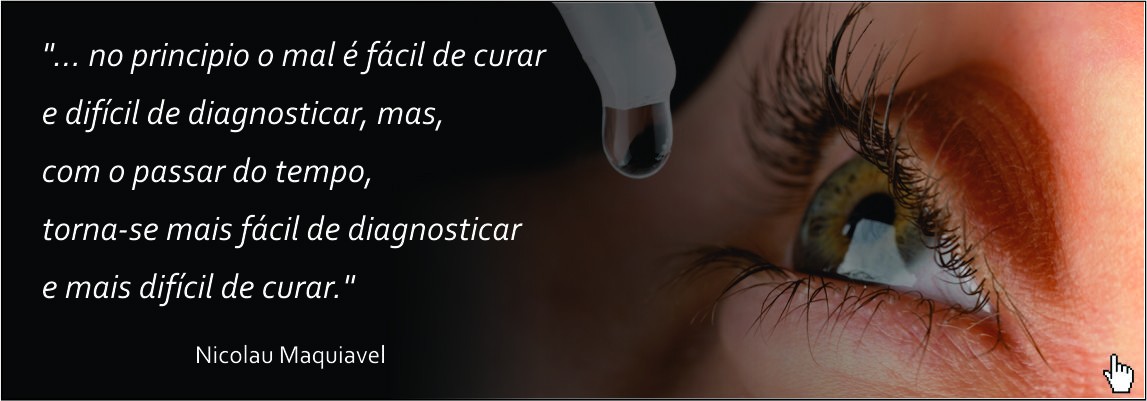 "... no principio o mal é fácil de curar
e difícil de diagnosticar, mas,
com o passar do tempo,
torna-se mais fácil de diagnosticar
e mais difícil de curar."
Nicolau Maquiavel